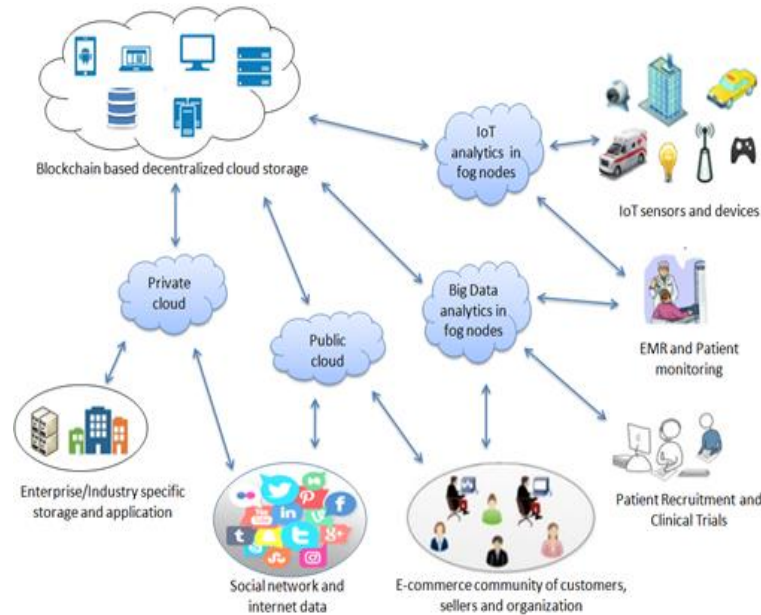 Blockchain based decentralized cloud storage
IoT
analytics in
fog nodes
IoT sensors and devices
Private
cloud
Public
cloud
Big Data
analytics in
fog nodes
EMR and Patient
monitoring
Enterprise/Industry specific
storage and application
Social network and
internet data
E-commerce community of customers,
sellers and organization
Patient Recruitment and
Clinical Trials